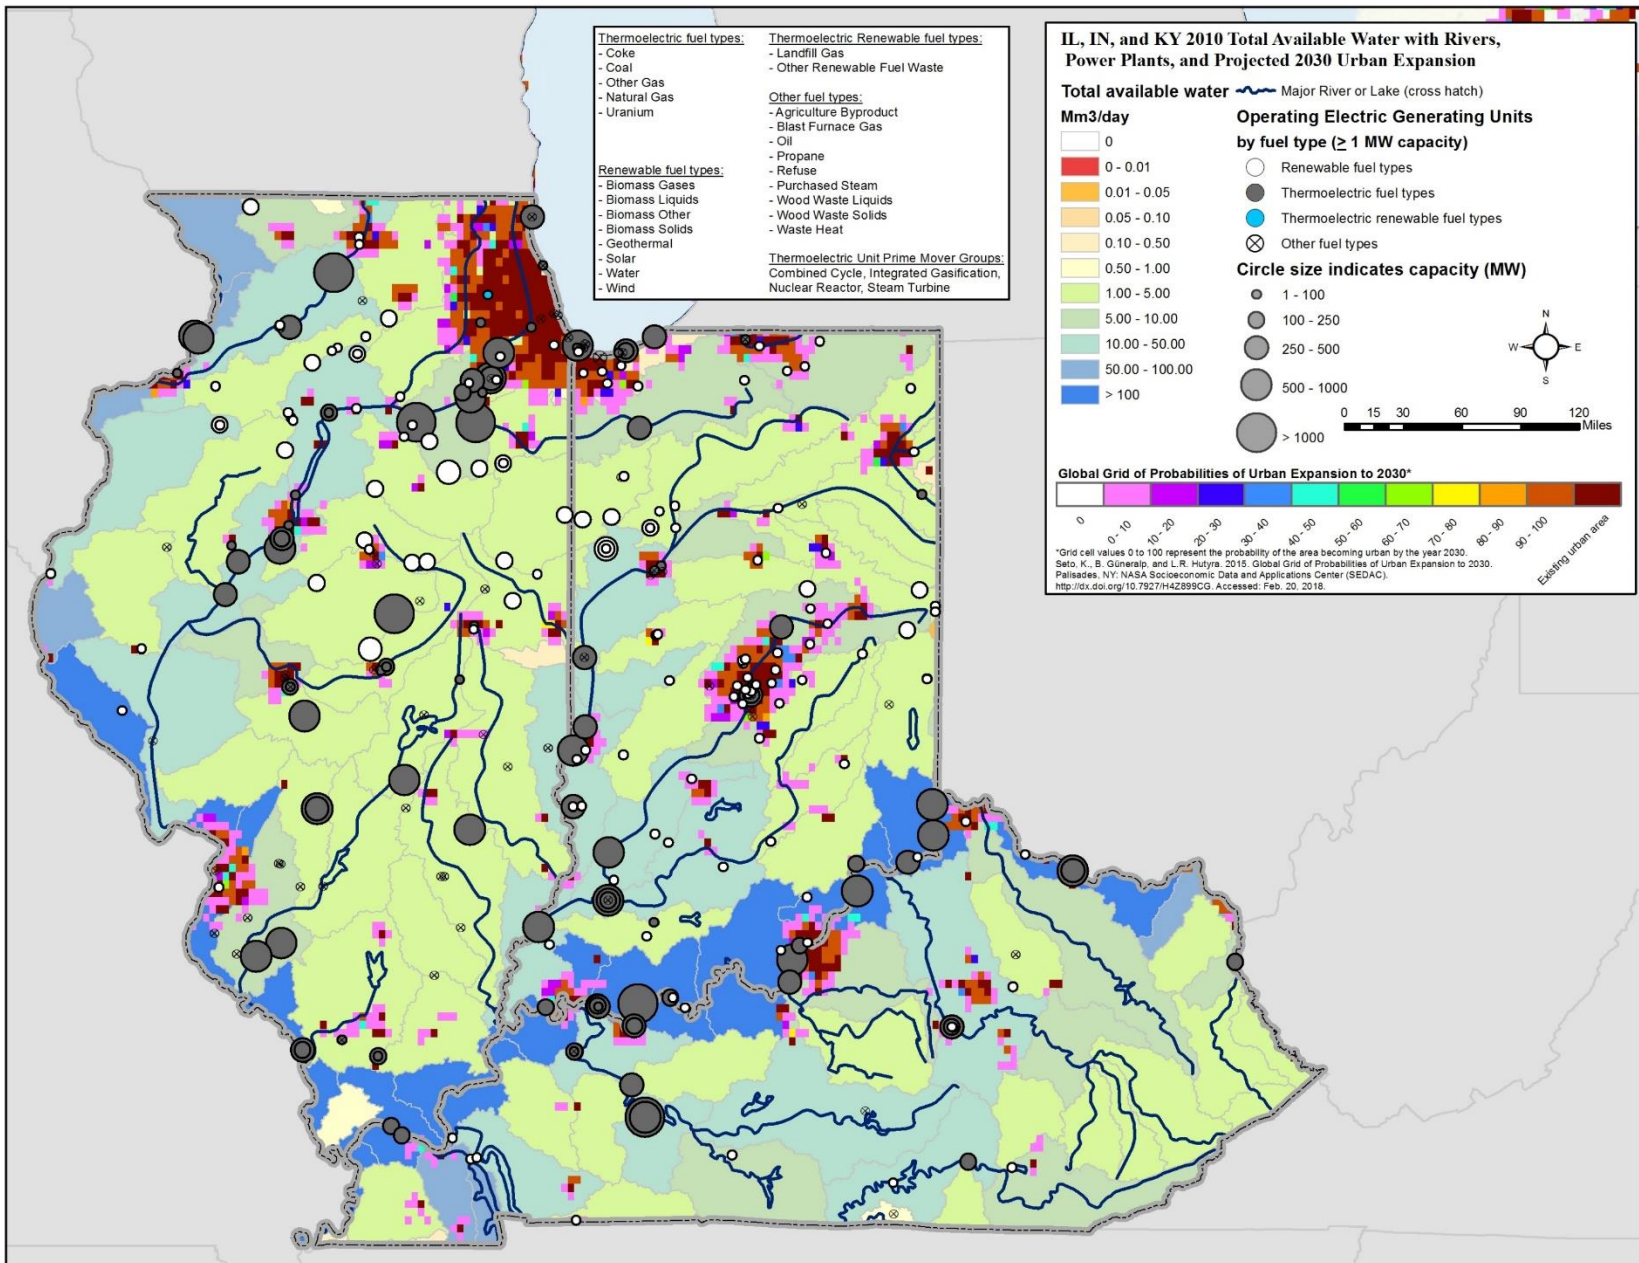 Thermoelectric fuel types:
- Coke
- Coal
- Other Gas
- Natural Gas
- Uranium
Renewable fuel types:
- Biomass Gases
- Biomass Liquids
- Biomass Other
- Biomass Solids
- Geothermal
- Solar
- Water
- Wind
Thermoelectric Renewable fuel types:
- Landfill Gas
- Other Renewable Fuel Waste
Other fuel types:
- Agriculture Byproduct
- Blast Furnace Gas
- Oil
- Propane
- Refuse
- Purchased Steam
- Wood Waste Liquids
- Wood Waste Solids
- Waste Heat
Thermoelectric Unit Prime Mover Groups:
Combined Cycle, Integrated Gasification,
Nuclear Reactor, Steam Turbine
IL, IN, and KY 2010 Total Available Water with Rivers,
Power Plants, and Projected 2030 Urban Expansion
Total available water
Mm3/day
0
0 - 0.01
0.01 - 0.05
0.05 - 0.10
0.10 - 0.50
0.50 - 1.00
1.00 - 5.00
5.00 - 10.00
10.00 - 50.00
50.00 - 100.00
> 100
Major River or Lake (cross hatch)
Operating Electric Generating Units
by fuel type (≥ 1 MW capacity)
Renewable fuel types
Thermoelectric fuel types
Thermoelectric renewable fuel types
Other fuel types
Circle size indicates capacity (MW)
1 - 100
100 - 250
250 - 500
500 - 1000
> 1000
N
W E
S
0 15 30 60 90 120
Miles
Global Grid of Probabilities of Urban Expansion to 2030*
0
0 - 10
10 - 20
20 - 30
30 - 40
40 - 50
50 - 60
60 - 70
70 - 80
80 - 90
90 - 100
Existing urban area
*Grid cell values 0 to 100 represent the probability of the area becoming urban by the year 2030.
Seto, K., B. Güneralp, and L.R. Hutyra. 2015. Global Grid of Probabilities of Urban Expansion to 2030.
Palisades, NY: NASA Socioeconomic Data and Applications Center (SEDAC).
http://dx.doi.org/10.7927/H4Z899CG. Accessed: Feb. 20, 2018.